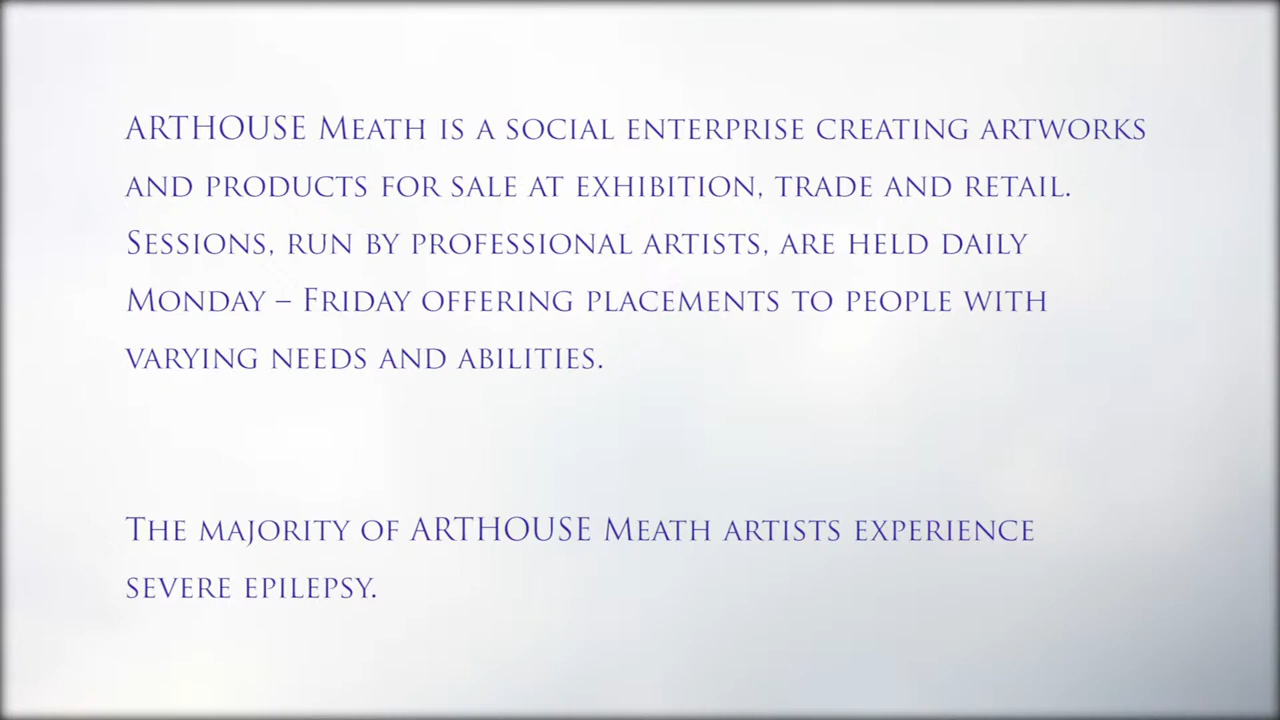 ARTHOUSE Meath is a social enterprise creating artworks
and products for sale at exhibition, trade and retail.
Sessions, run by professional artists, are held daily
Monday – Friday offering placements to people with
varying needs and abilities.
The majority of ARTHOUSE Meath artists experience
severe epilepsy.